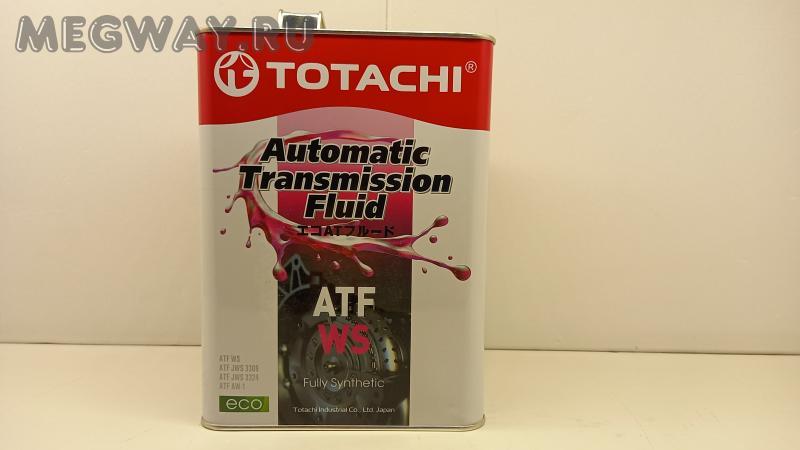 MEGWAY.RU
TOTACHI®
Automatic
Transmission
Fluid
エコATフルード
ATF
WS
Fully Synthetic
ATF WS
ATF JWS 3309
ATF JWS 3324
ATF AW-1
eco
Totachi Industrial Co., Ltd. Japan